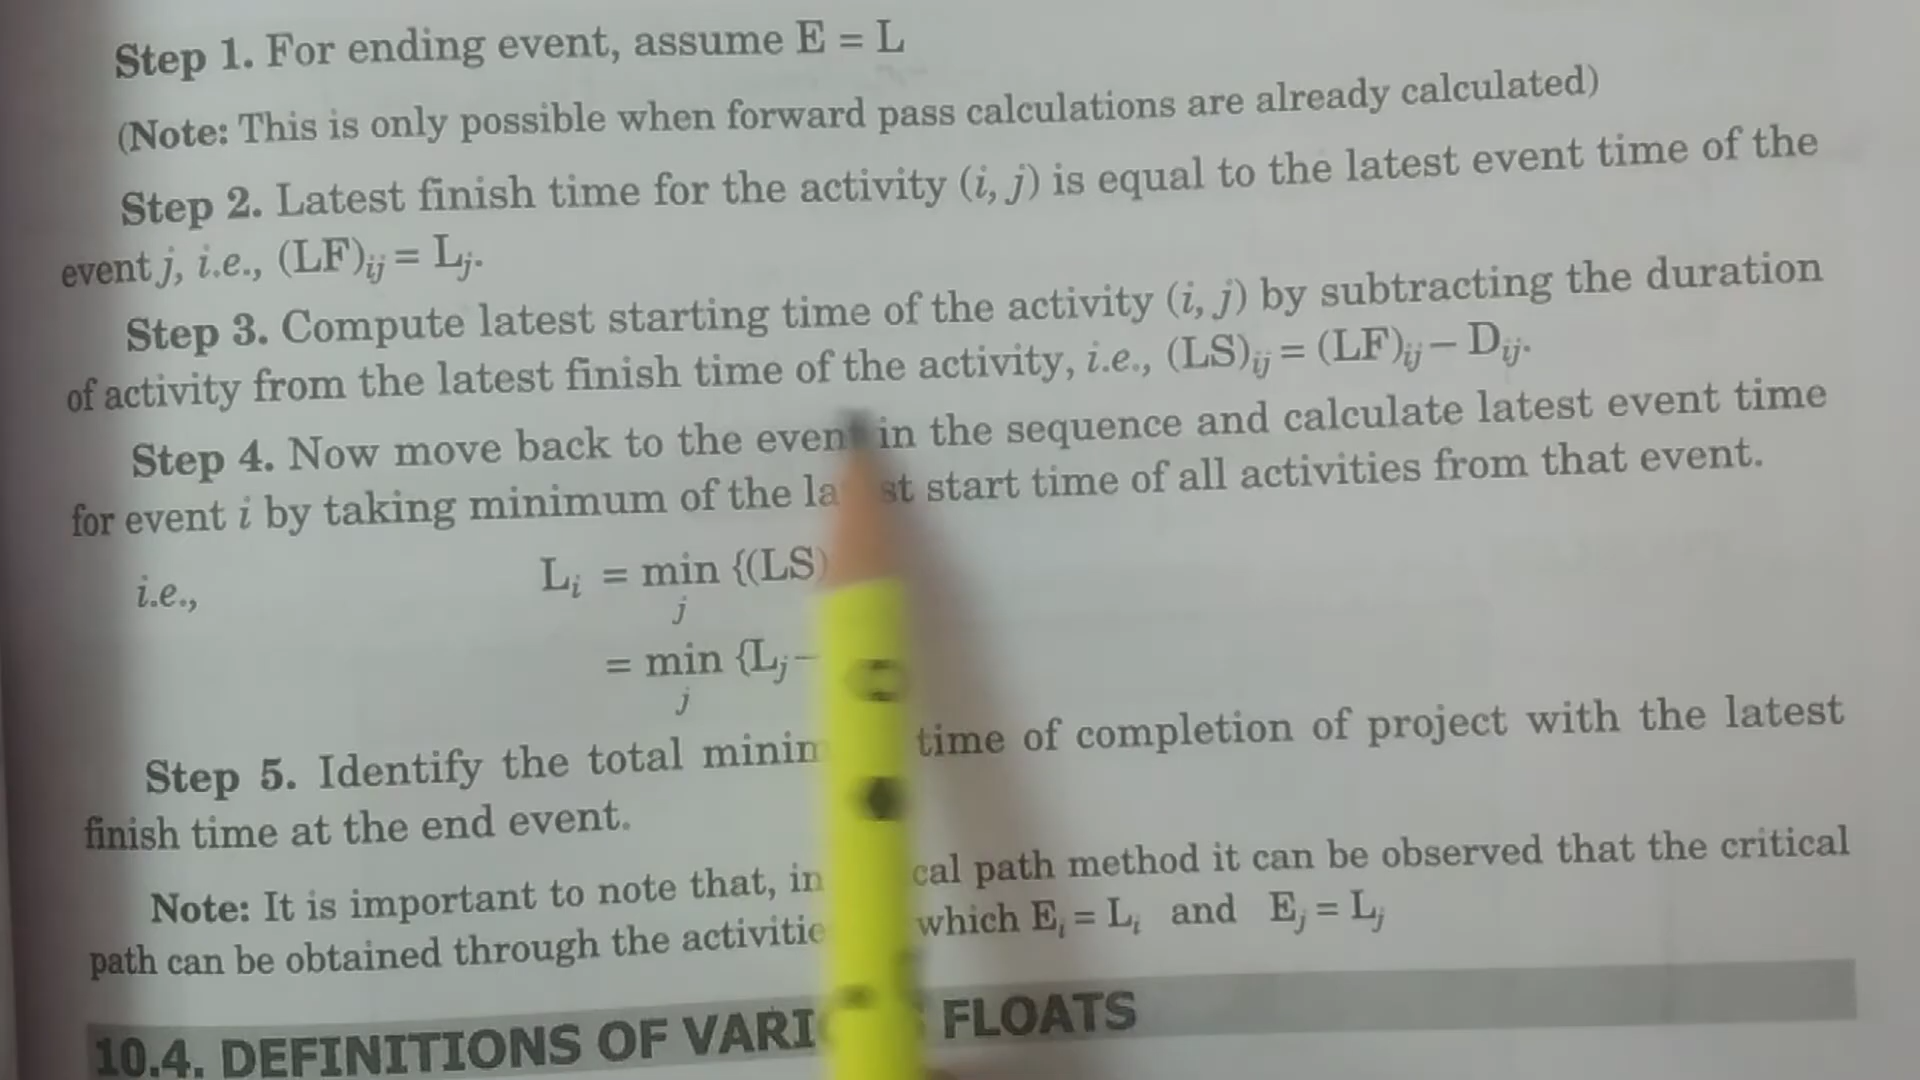 Step 1. For ending event, assume E = L
(Note: This is only possible when forward pass calculations are already calculated)
Step 2. Latest finish time for the activity (i, j) is equal to the latest event time of the
event j, i.e., (LF)ij = Lj.
Step 3. Compute latest starting time of the activity (i, j) by subtracting the duration
of activity from the latest finish time of the activity, i.e., (LS)ij = (LF)ij – Dij.
Step 4. Now move back to the even in the sequence and calculate latest event time
for event i by taking minimum of the la st start time of all activities from that event.
i.e., Li = min {(LS)
j
= min {Lj –
j
Step 5. Identify the total minim time of completion of project with the latest
finish time at the end event.
Note: It is important to note that, in cal path method it can be observed that the critical
path can be obtained through the activitie which Ei = Li and Ej = Lj
10.4. DEFINITIONS OF VARI FLOATS